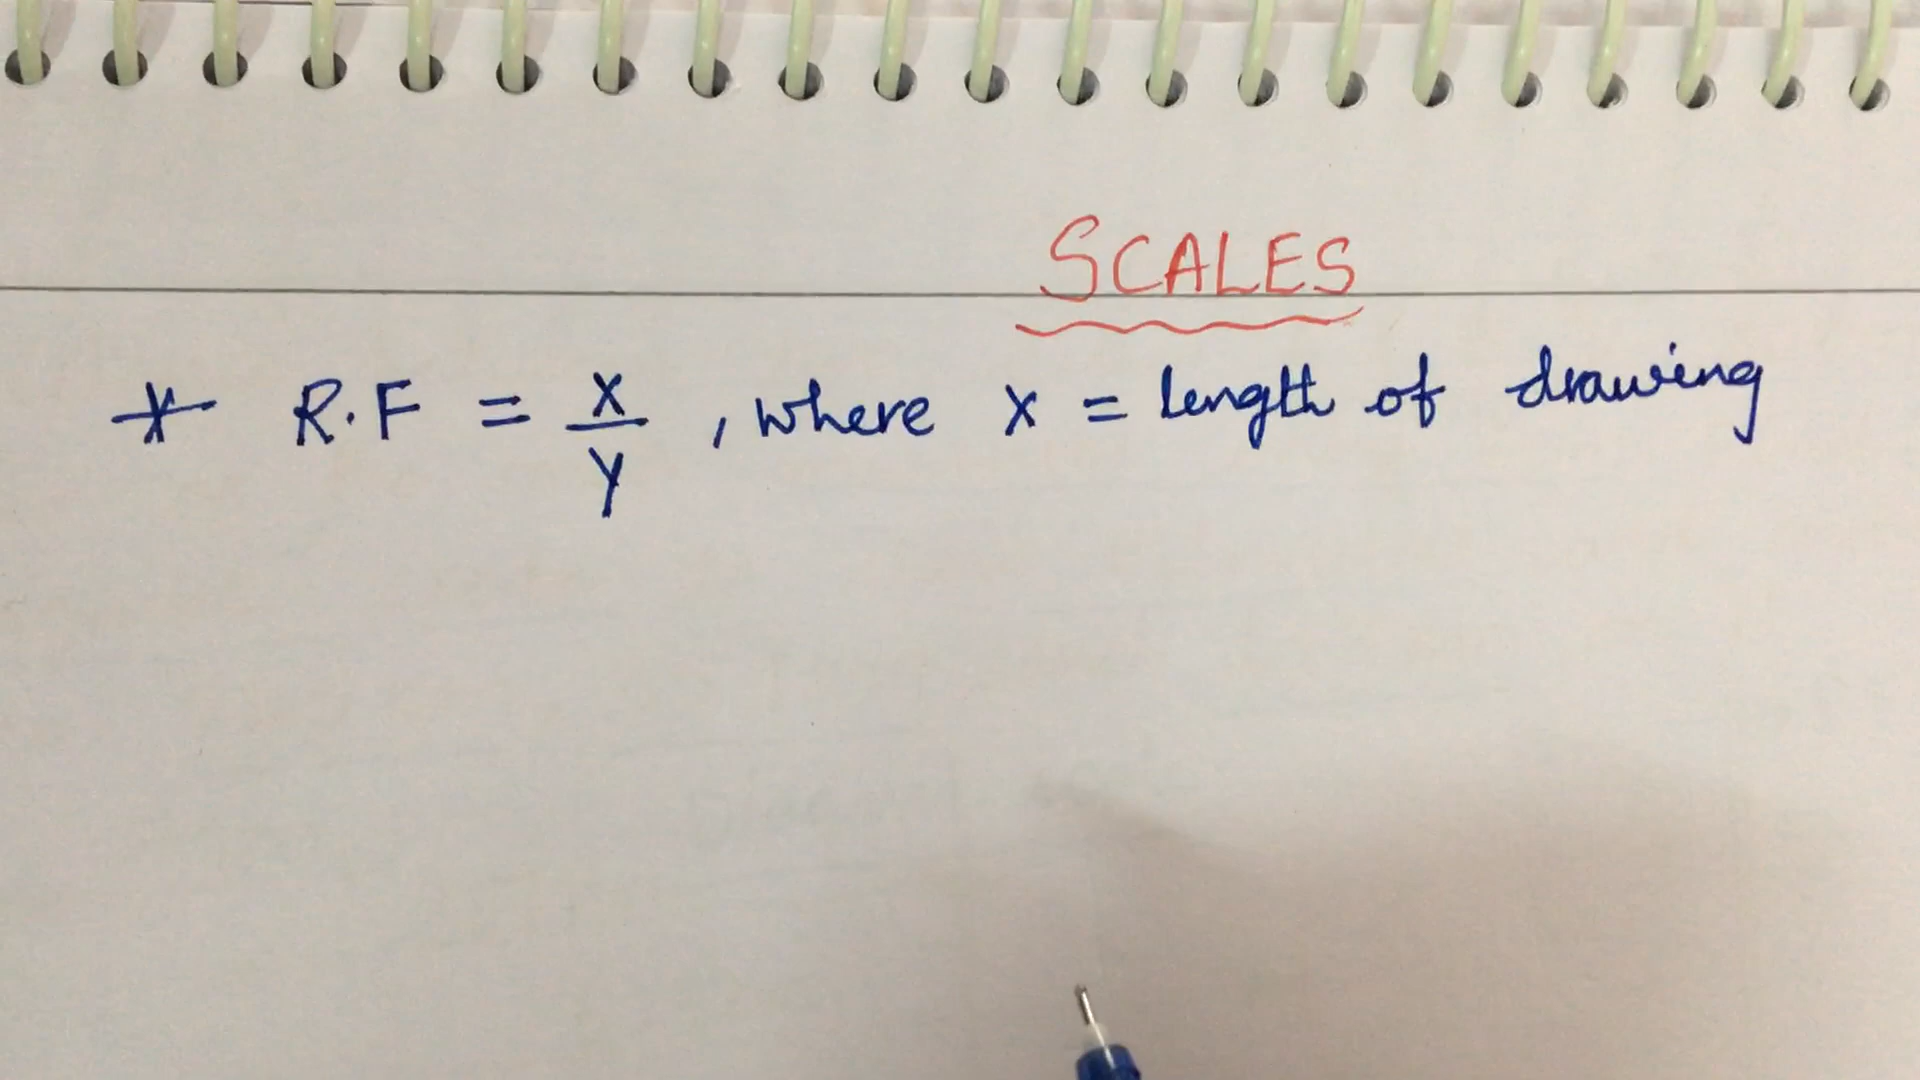 SCALES
* R.F = x/y , where x = length of drawing